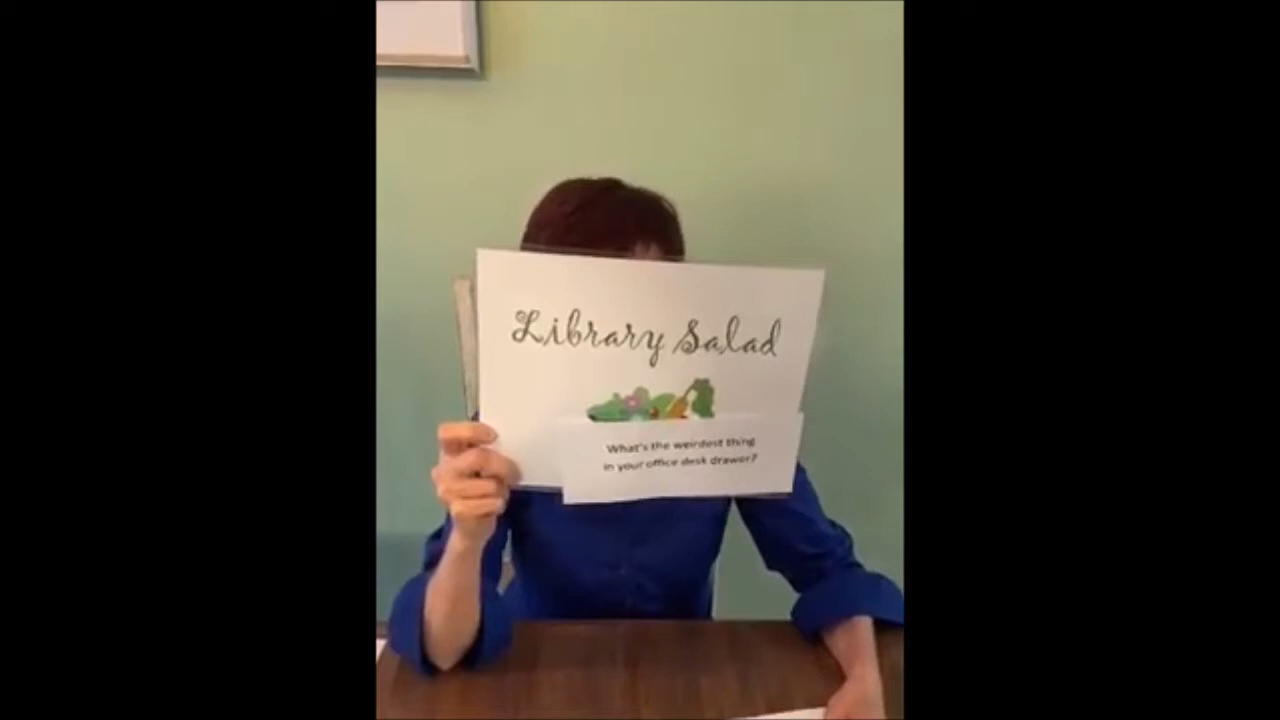 Library Salad
What's the weirdest thing
in your office desk drawer?